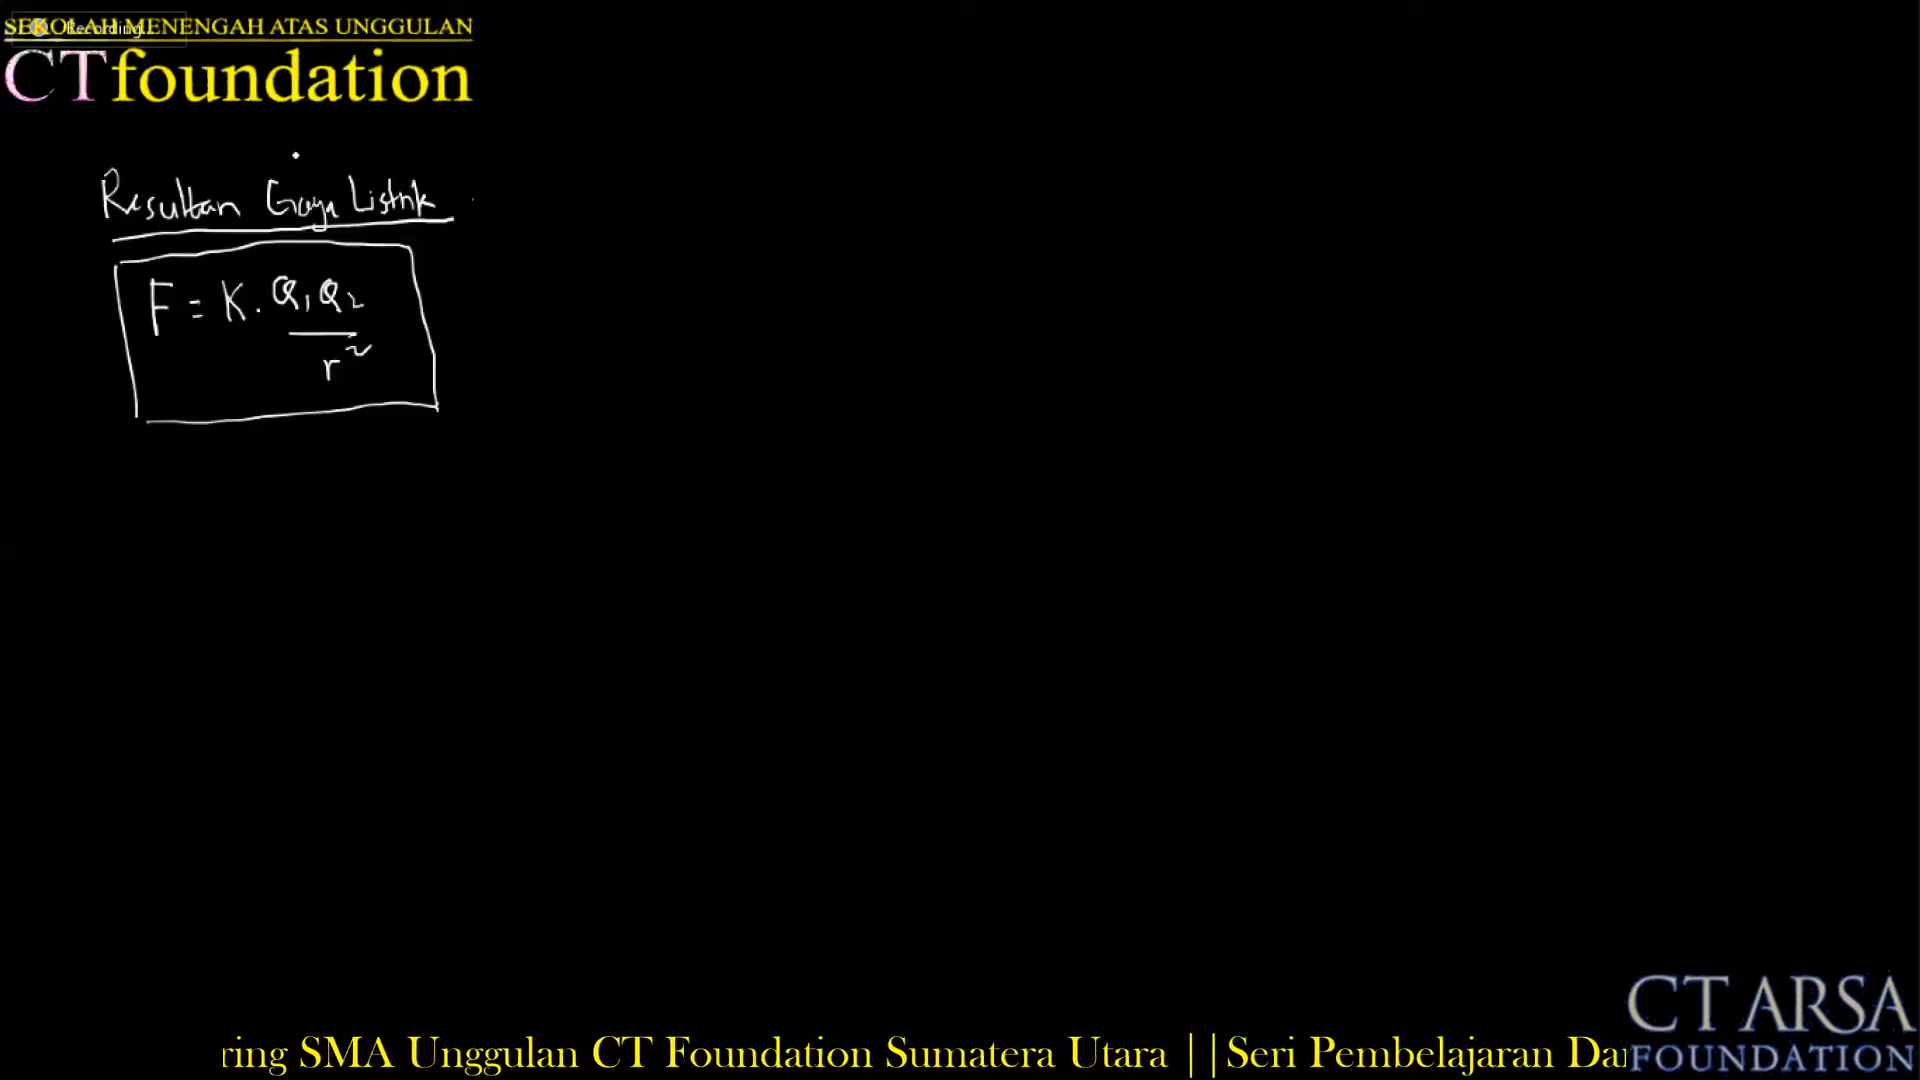 SEKOLAH MENENGAH ATAS UNGGULAN
Recording...
CTfoundation
Resultan Gaya Listrik
F = K. Q₁Q₂
r²
ring SMA Unggulan CT Foundation Sumatera Utara ||Seri Pembelajaran Da
CT ARSA
FOUNDATION